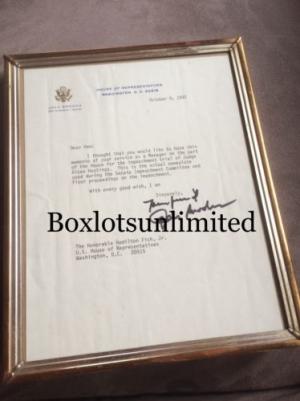 HOUSE OF REPRESENTATIVES
WASHINGTON, D.C. 20515
October 6, 1992
Dear Ham:
I thought that you would like to have this
memento of your service as a Manager on the part
of the House for the impeachment trial of Judge
Alcee Hastings. This is the actual nameplate
used during the Senate Impeachment Committee and
floor proceedings on the impeachment.
With every good wish, I am
Sincerely,
Boxlotsunlimited
The Honorable Hamilton Fish, Jr.
U.S. House of Representatives
Washington, D.C. 20515